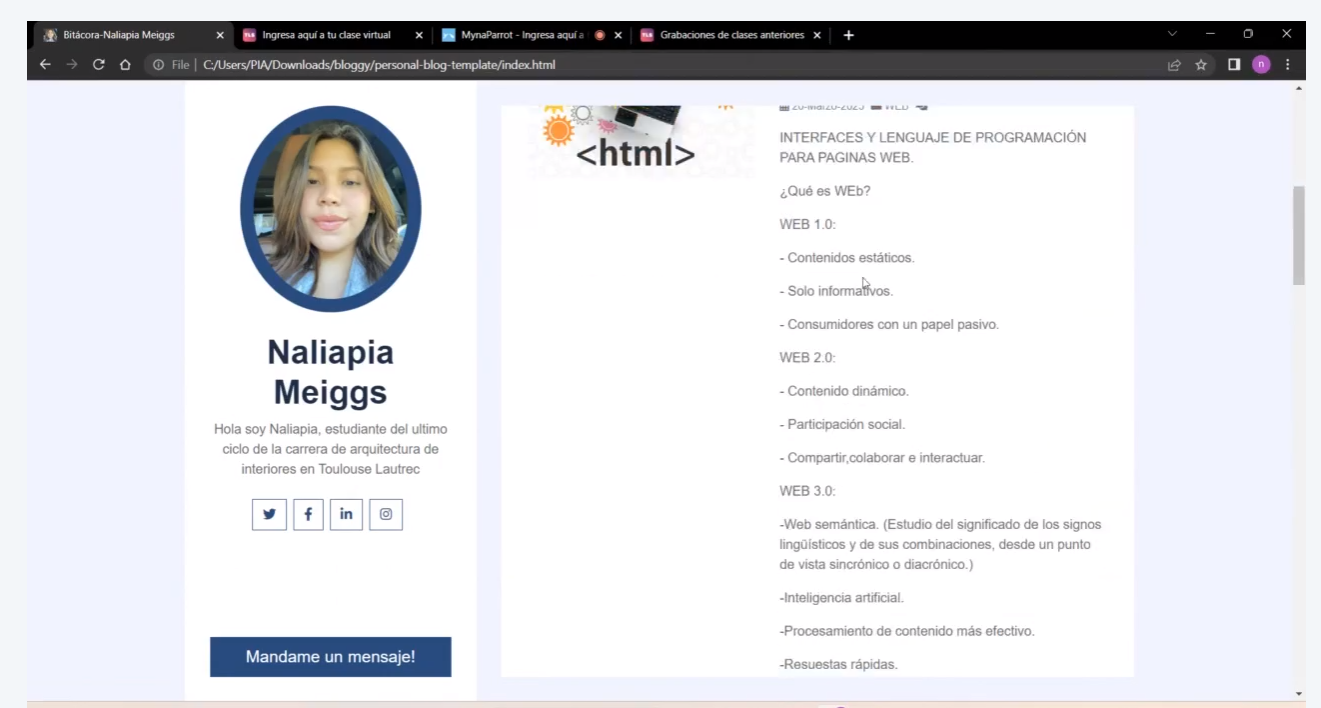 Bitácora-Naliapia Meiggs
Ingresa aquí a tu clase virtual
MynaParrot - Ingresa aquí a
Grabaciones de clases anteriores
File
C:/Users/PIA/Downloads/bloggy/personal-blog-template/index.html
n
Naliapia
Meiggs
Hola soy Naliapia, estudiante del ultimo
ciclo de la carrera de arquitectura de
interiores en Toulouse Lautrec
Mandame un mensaje!
<html>
WEB
INTERFACES Y LENGUAJE DE PROGRAMACIÓN
PARA PAGINAS WEB.
¿Qué es WEb?
WEB 1.0:
- Contenidos estáticos.
- Solo informativos.
- Consumidores con un papel pasivo.
WEB 2.0:
- Contenido dinámico.
- Participación social.
- Compartir,colaborar e interactuar.
WEB 3.0:
-Web semántica. (Estudio del significado de los signos
lingüísticos y de sus combinaciones, desde un punto
de vista sincrónico o diacrónico.)
-Inteligencia artificial.
-Procesamiento de contenido más efectivo.
-Resuestas rápidas.